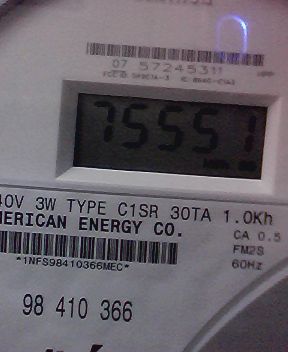 07 57245311
75551
40V 3W TYPE C1SR 30TA 1.0Kh
MERICAN ENERGY CO.
CA 0.5
FM2S
*1NFS98410366MEC*
60Hz
98 410 366